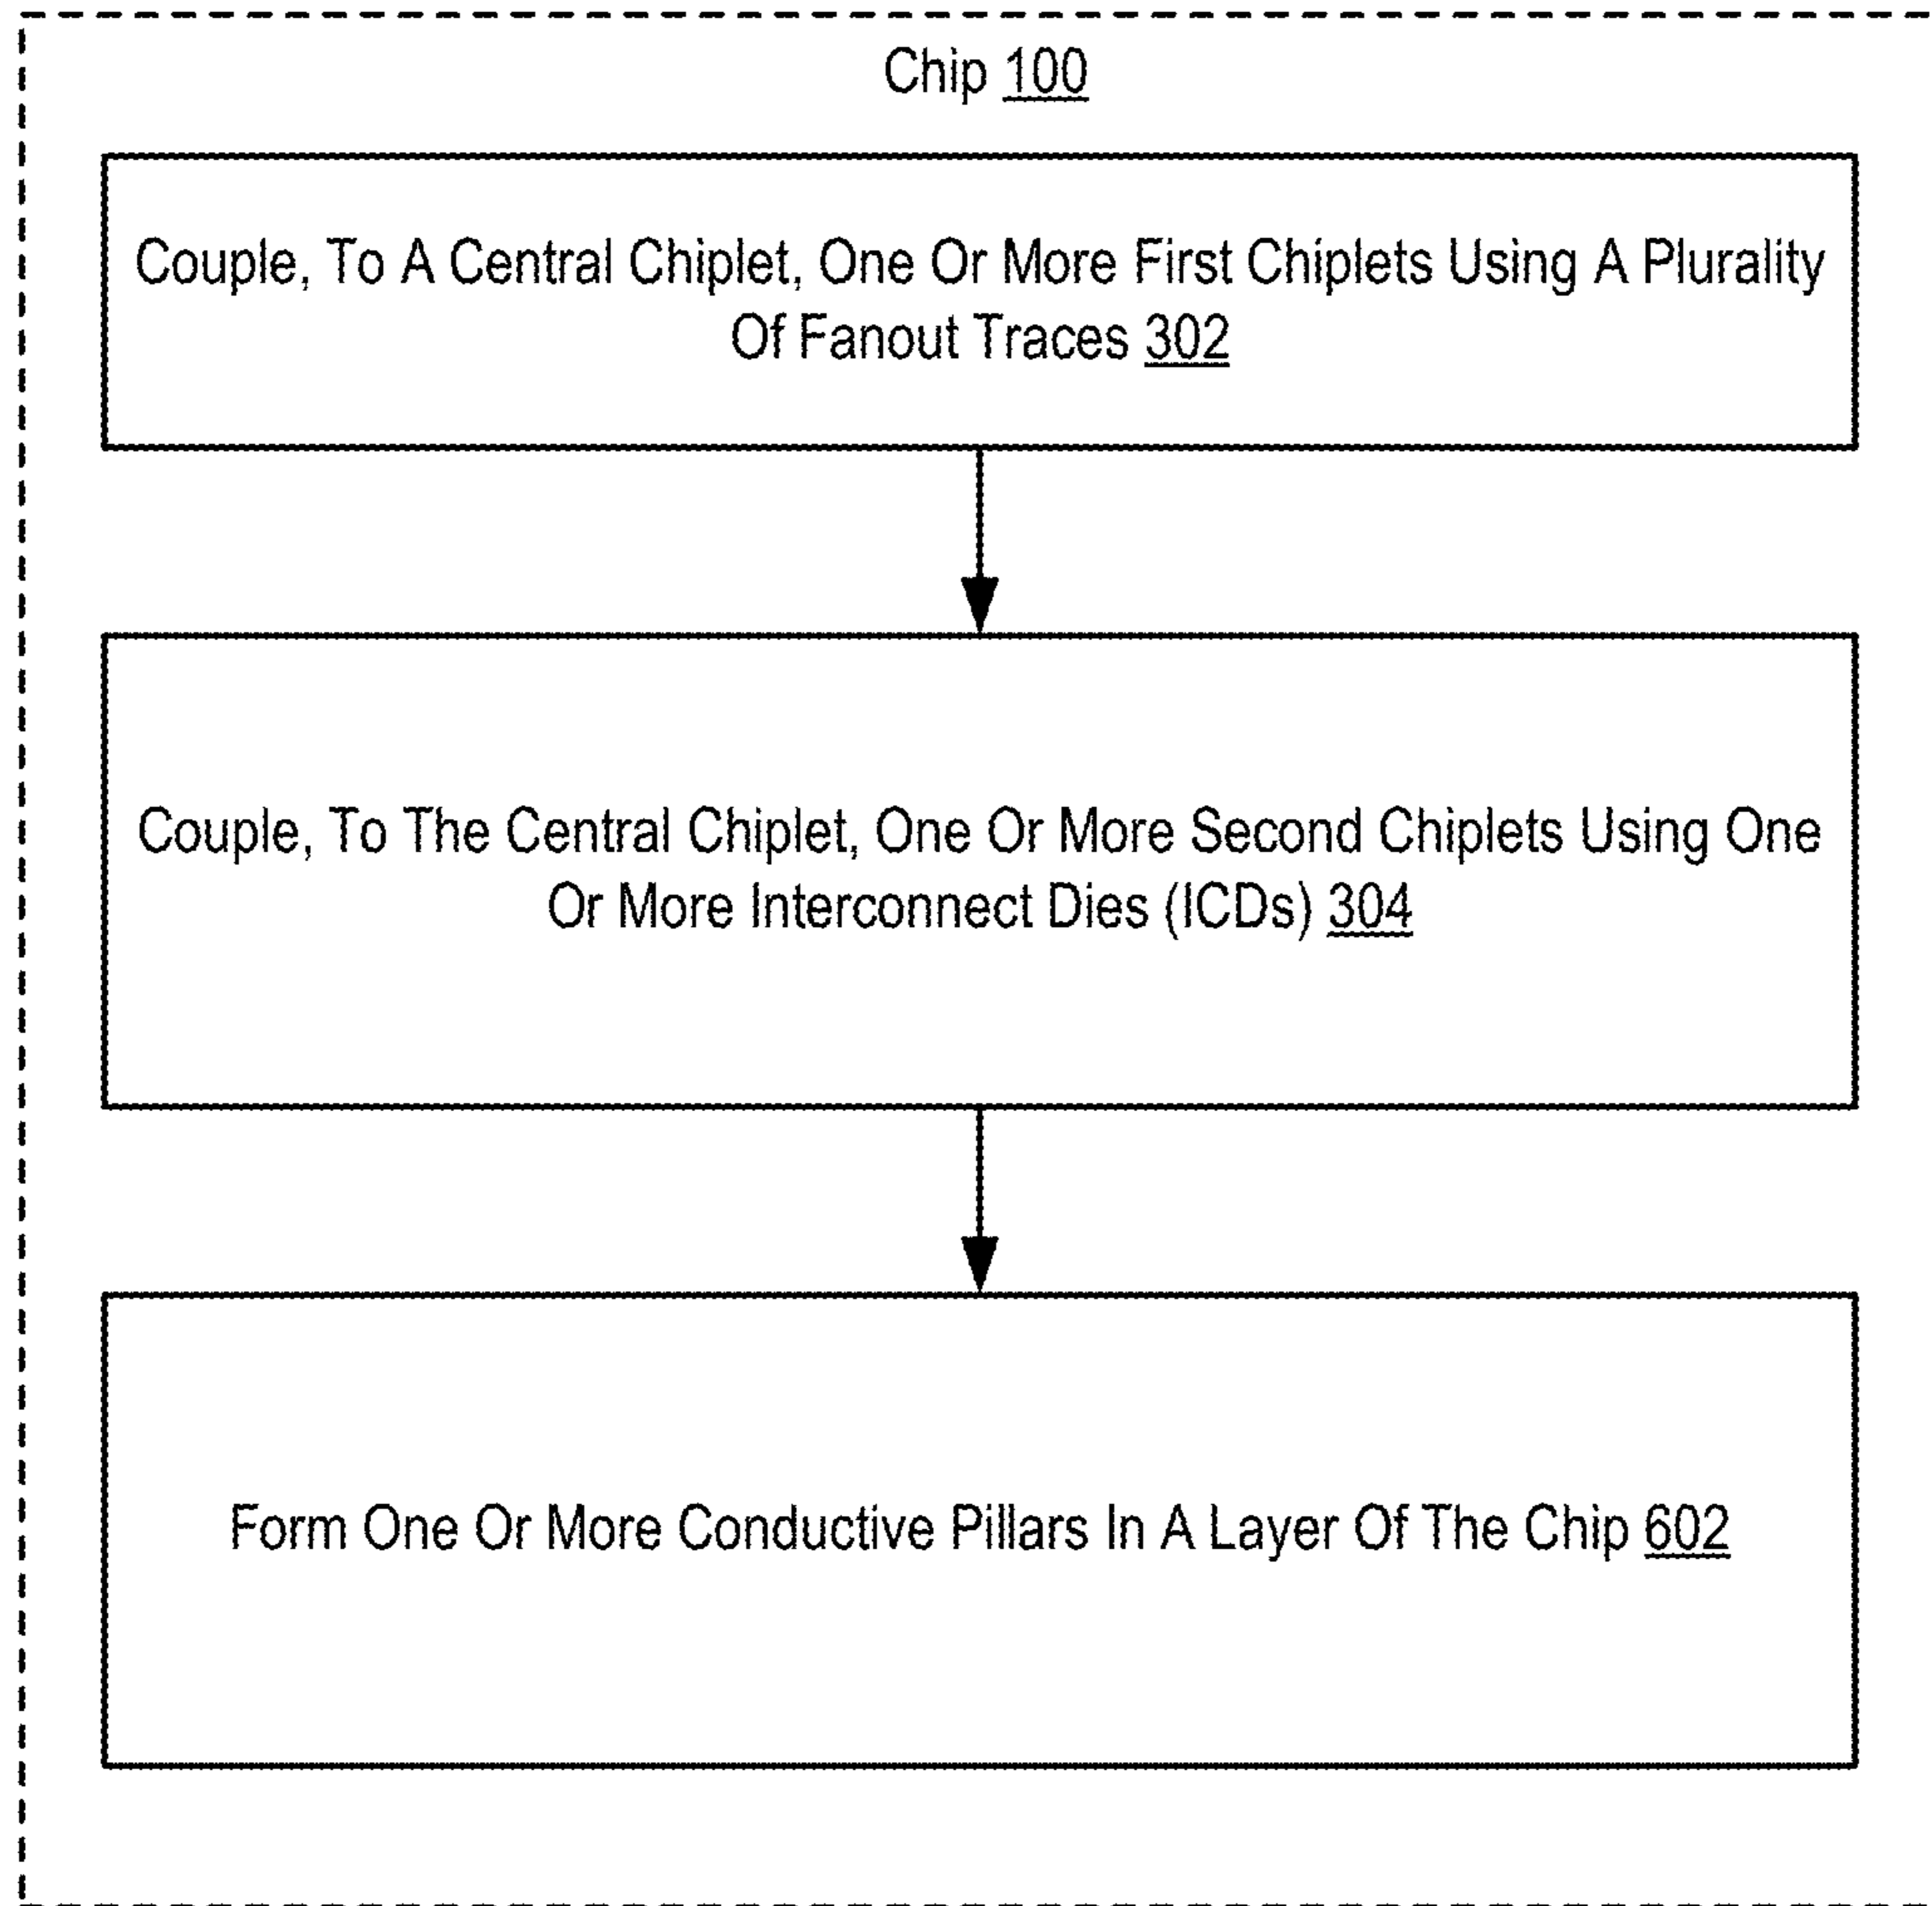 Chip 100
Couple, To A Central Chiplet, One Or More First Chiplets Using A Plurality
Of Fanout Traces 302
Couple, To The Central Chiplet, One Or More Second Chiplets Using One
Or More Interconnect Dies (ICDs) 304
Form One Or More Conductive Pillars In A Layer Of The Chip 602